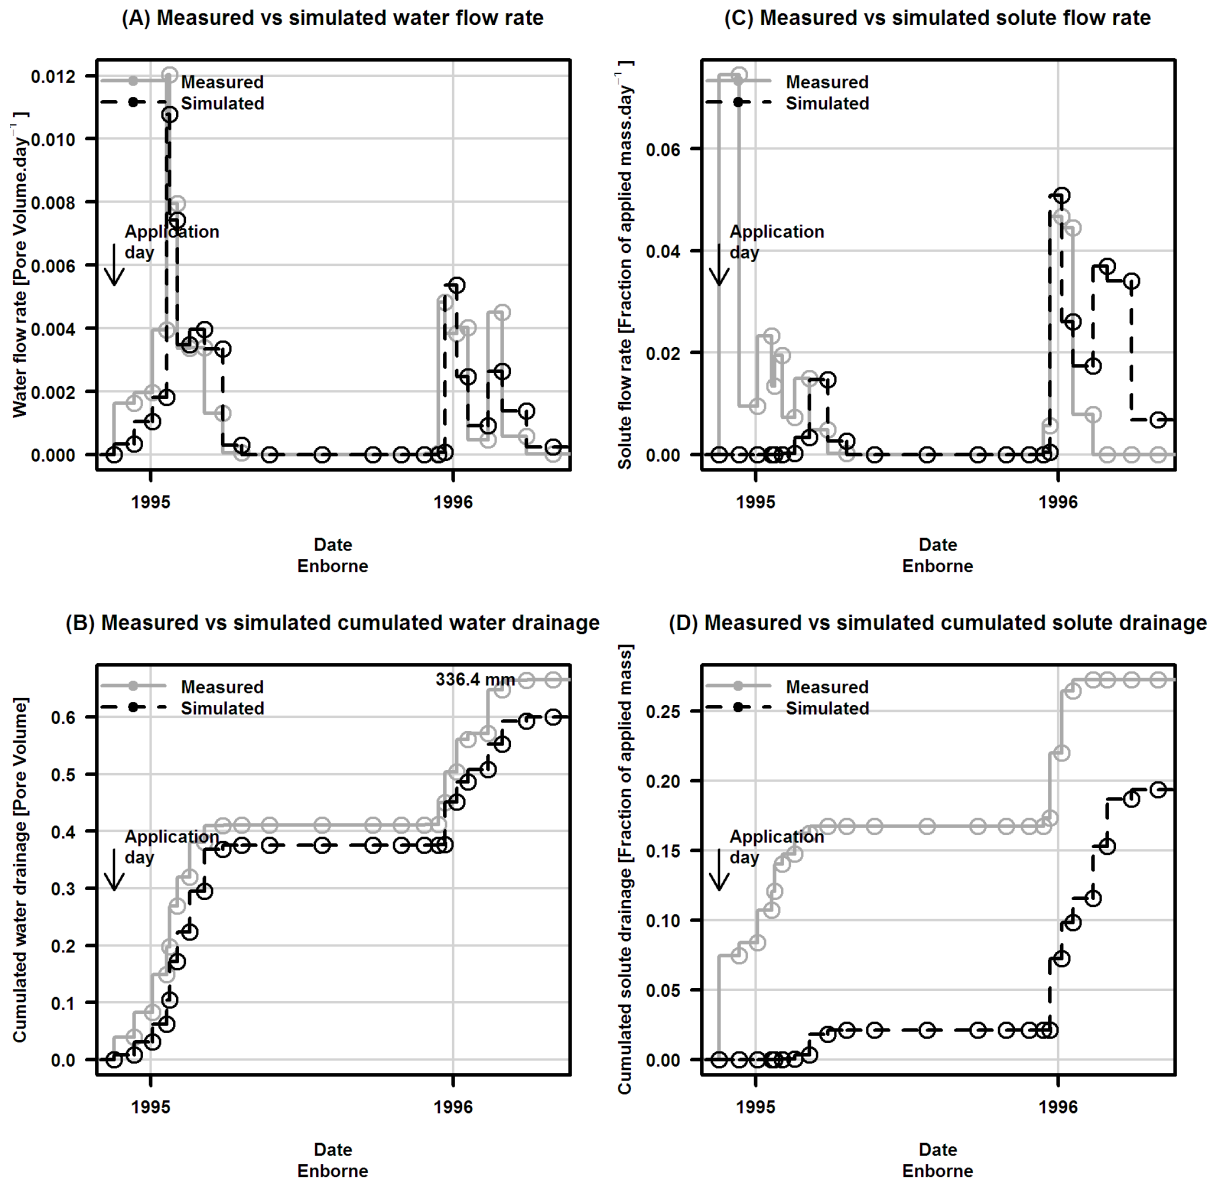 (A) Measured vs simulated water flow rate
Water flow rate [Pore Volume.day⁻¹ ]
0.012
0.010
0.008
0.006
0.004
0.002
0.000
Measured
Simulated
Application
day
1995
1996
Date
Enborne
(C) Measured vs simulated solute flow rate
Solute flow rate [Fraction of applied mass.day⁻¹ ]
0.06
0.04
0.02
0.00
Measured
Simulated
Application
day
1995
1996
Date
Enborne
(B) Measured vs simulated cumulated water drainage
Cumulated water drainage [Pore Volume]
0.6
0.5
0.4
0.3
0.2
0.1
0.0
Measured
Simulated
336.4 mm
Application
day
1995
1996
Date
Enborne
(D) Measured vs simulated cumulated solute drainage
Cumulated solute drainage [Fraction of applied mass]
0.25
0.20
0.15
0.10
0.05
0.00
Measured
Simulated
Application
day
1995
1996
Date
Enborne